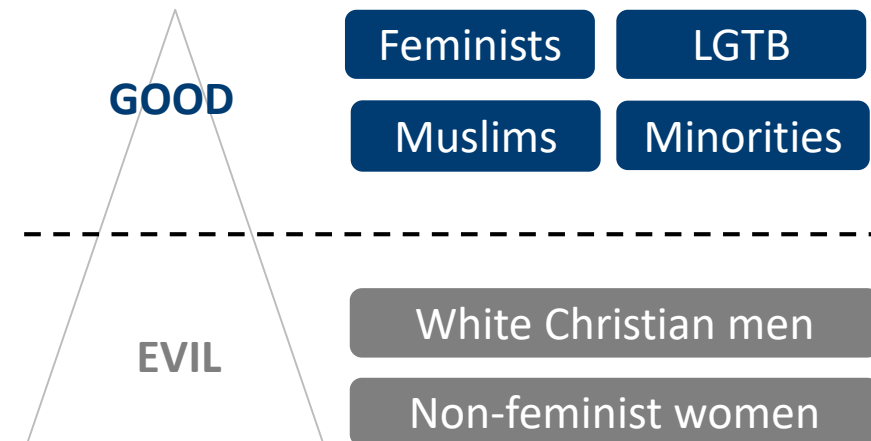 Feminists LGTB
GOOD
Muslims Minorities
White Christian men
EVIL
Non-feminist women